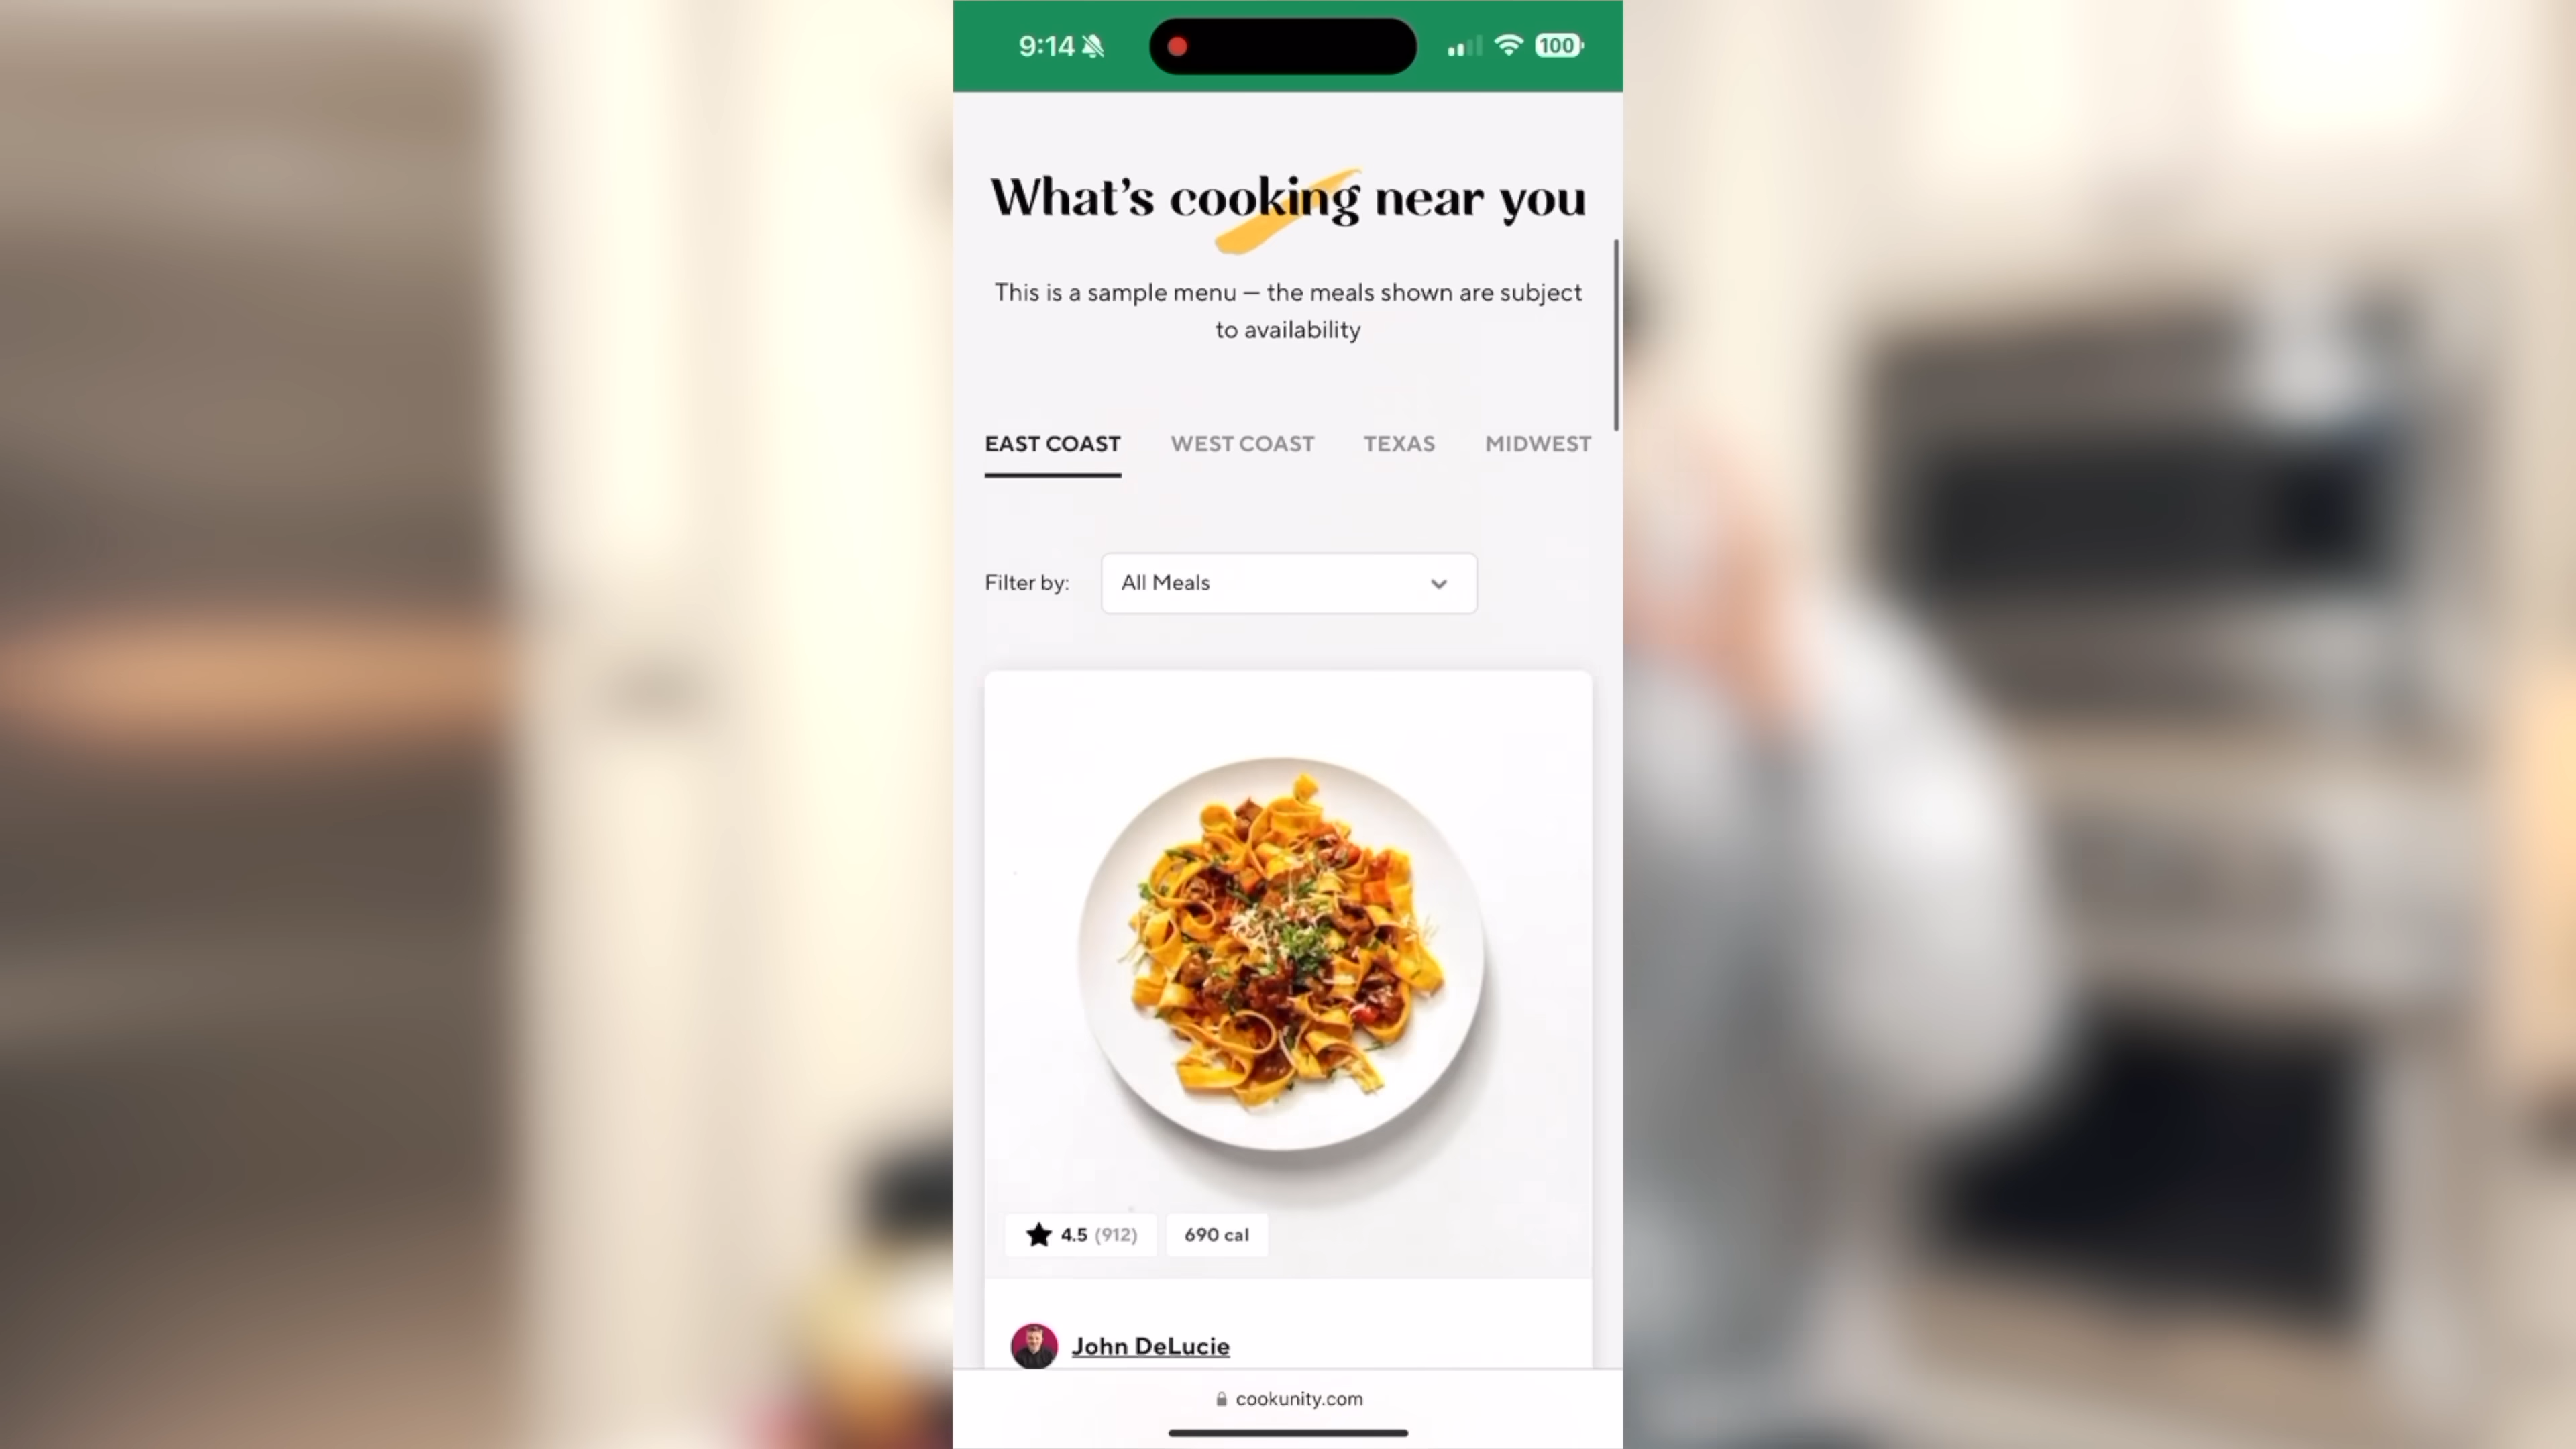 9:14
100
What's cooking near you
This is a sample menu — the meals shown are subject
to availability
EAST COAST WEST COAST TEXAS MIDWEST
Filter by: All Meals
4.5 (912) 690 cal
John DeLucie
cookunity.com